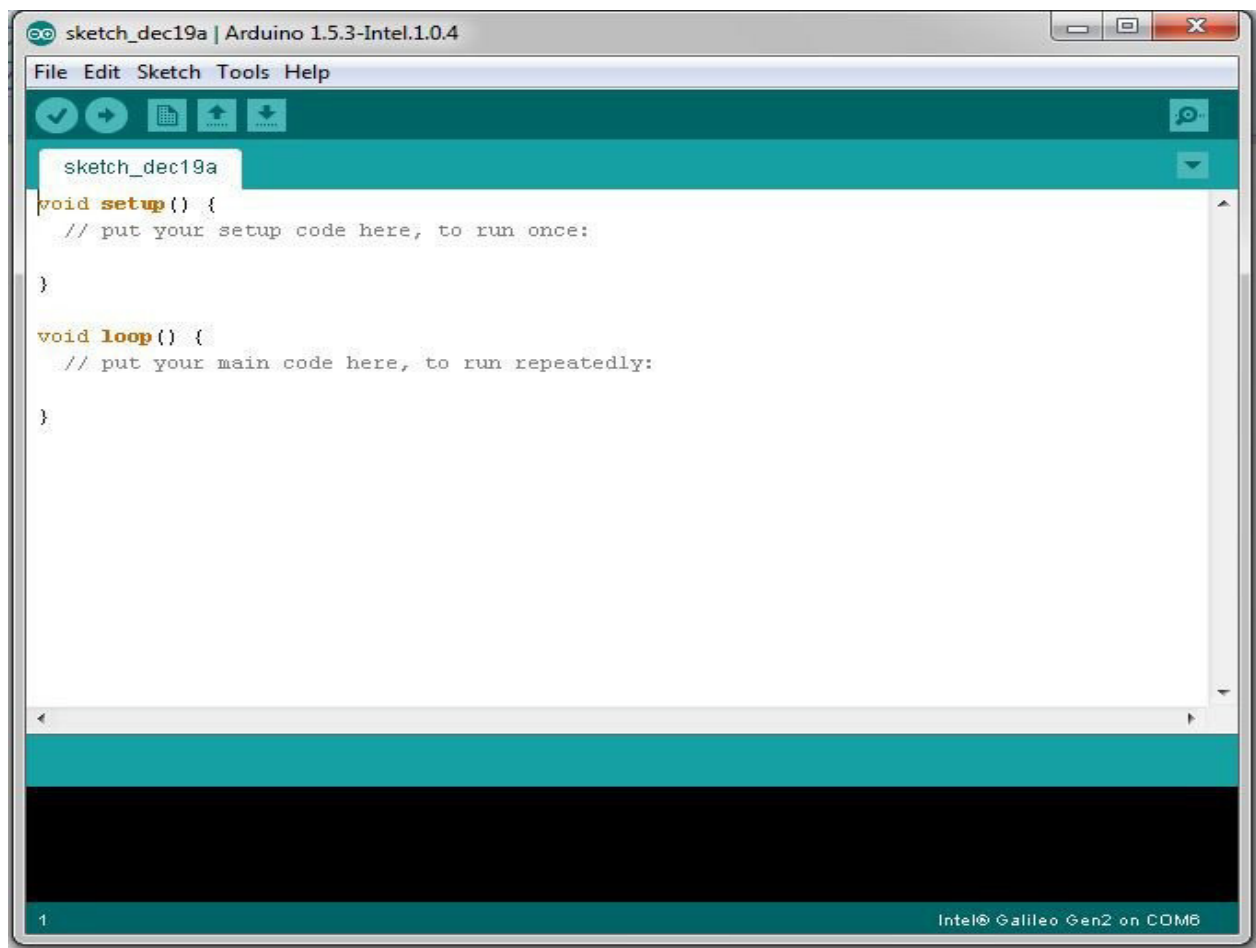 sketch_dec19a | Arduino 1.5.3-Intel.1.0.4
File Edit Sketch Tools Help
sketch_dec19a
void setup() {
  // put your setup code here, to run once:
}
void loop() {
  // put your main code here, to run repeatedly:
}
1
Intel® Galileo Gen2 on COM6